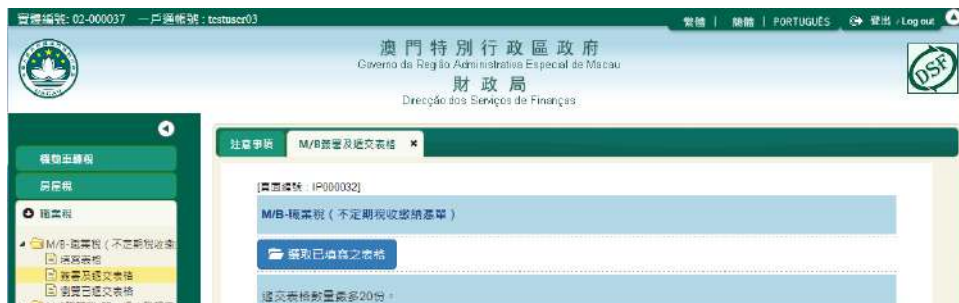 實體編號: 02-000037 一戶通帳號 : testuser03
繁體 | 簡體 | PORTUGUÊS 登出 / Log out
澳門特別行政區政府
Governo da Região Administrativa Especial de Macau
財政局
Direcção dos Serviços de Finanças
DSF
注意事項 M/B簽署及遞交表格 ×
機動車輛稅
房屋稅
職業稅
[頁面編號 : IP000032]
M/B-職業稅（不定期稅收繳納憑單）
M/B-職業稅（不定期稅收繳
填寫表格
選取已填寫之表格
簽署及遞交表格
瀏覽已遞交表格
遞交表格數量最多20份。